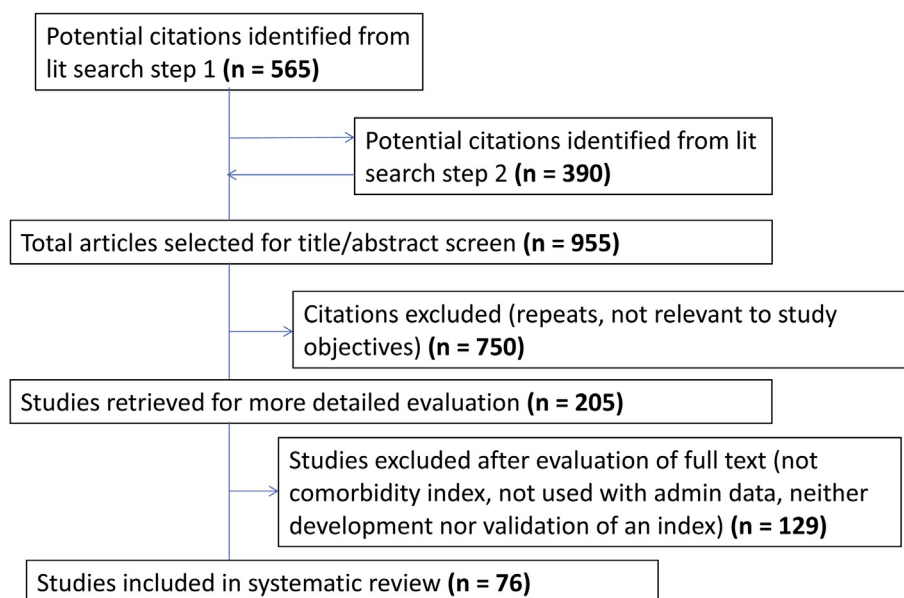 Potential citations identified from
lit search step 1 (n = 565)
Potential citations identified from lit
search step 2 (n = 390)
Total articles selected for title/abstract screen (n = 955)
Citations excluded (repeats, not relevant to study
objectives) (n = 750)
Studies retrieved for more detailed evaluation (n = 205)
Studies excluded after evaluation of full text (not
comorbidity index, not used with admin data, neither
development nor validation of an index) (n = 129)
Studies included in systematic review (n = 76)